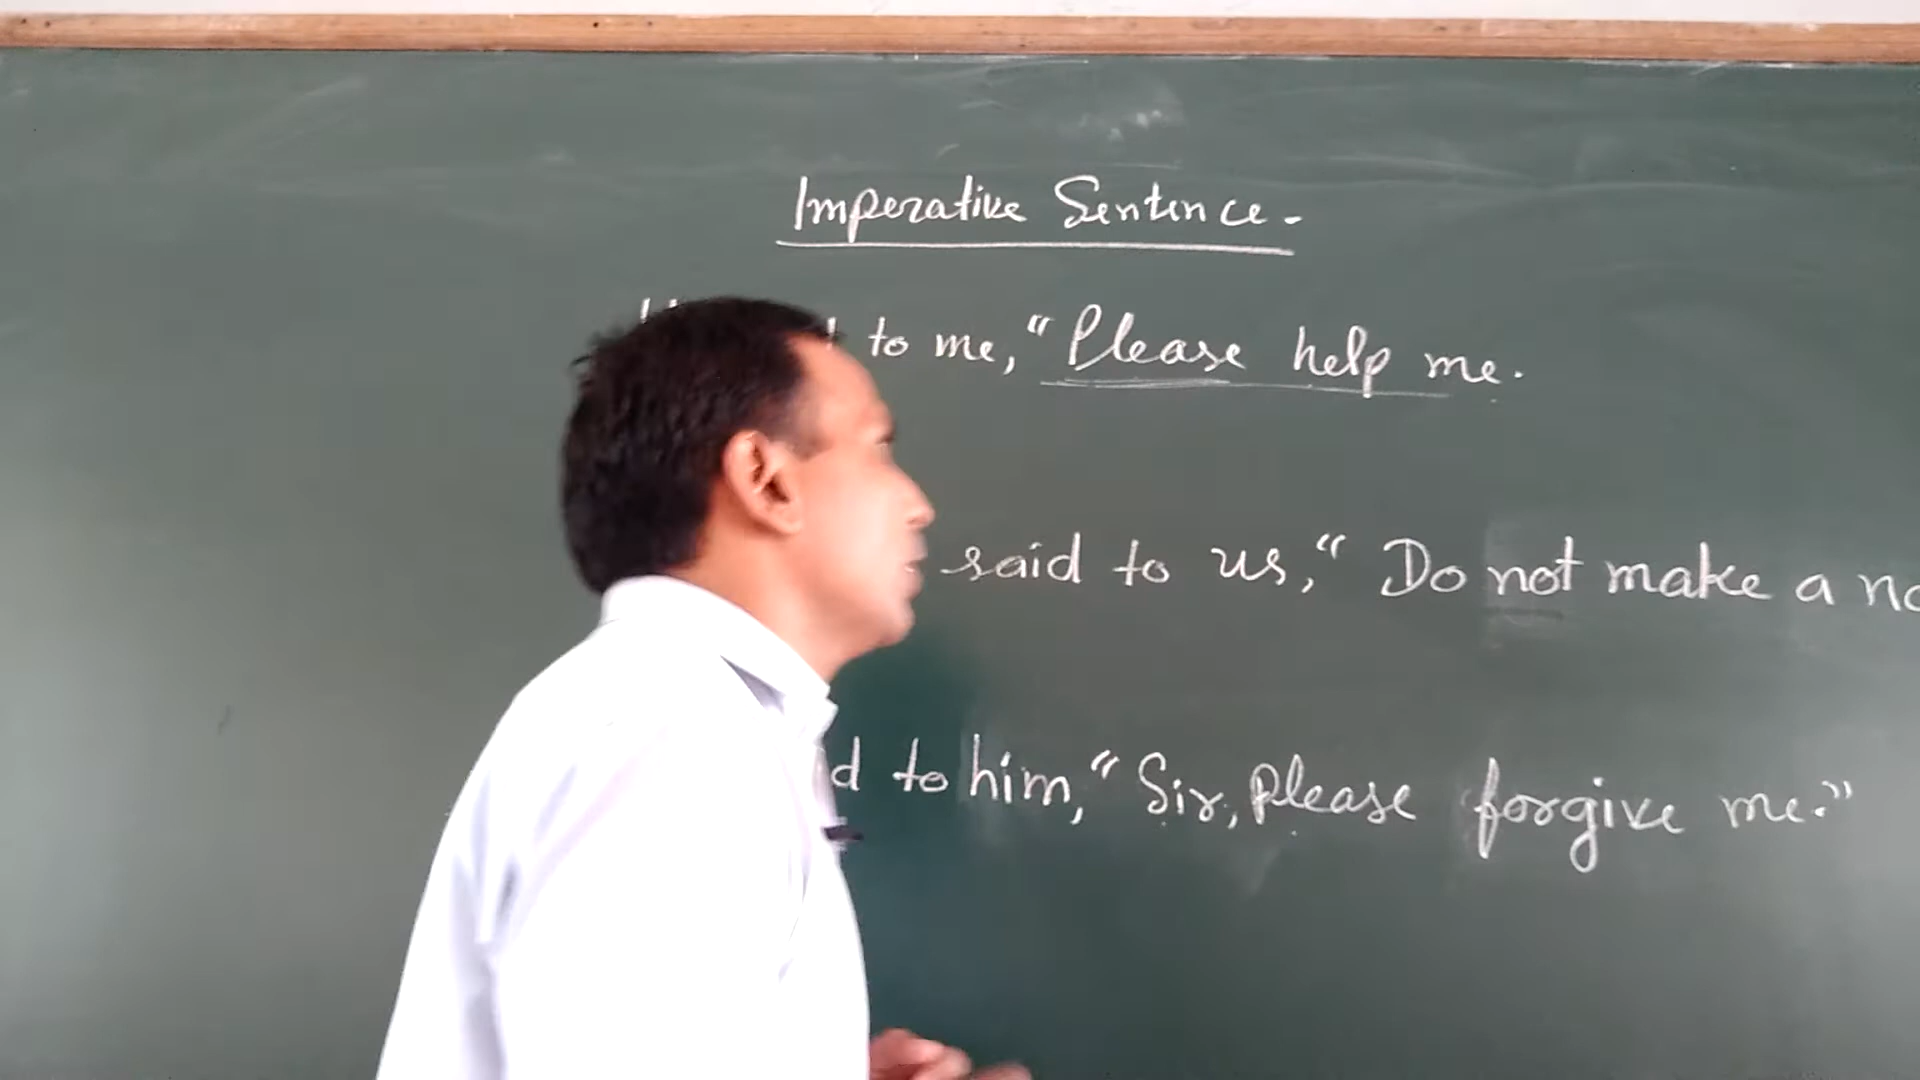 Imperative Sentence -
to me, “Please help me.
said to us, “ Do not make a
to him, “Sir, Please forgive me.”